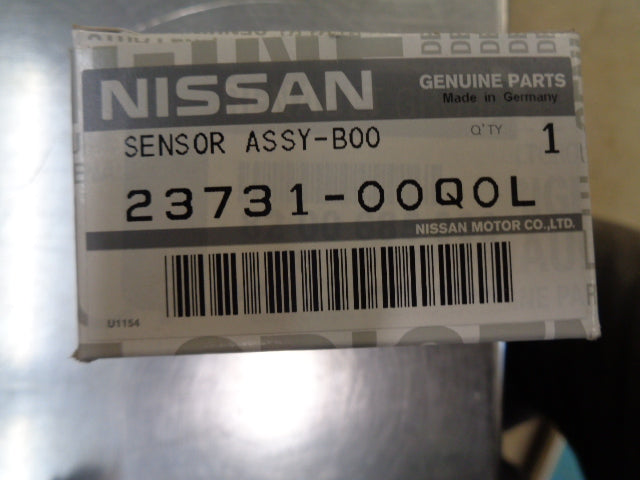 NISSAN
GENUINE PARTS
Made in Germany
SENSOR ASSY-BOO
Q'TY 1
23731-00Q0L
NISSAN MOTOR CO.,LTD.
U1154